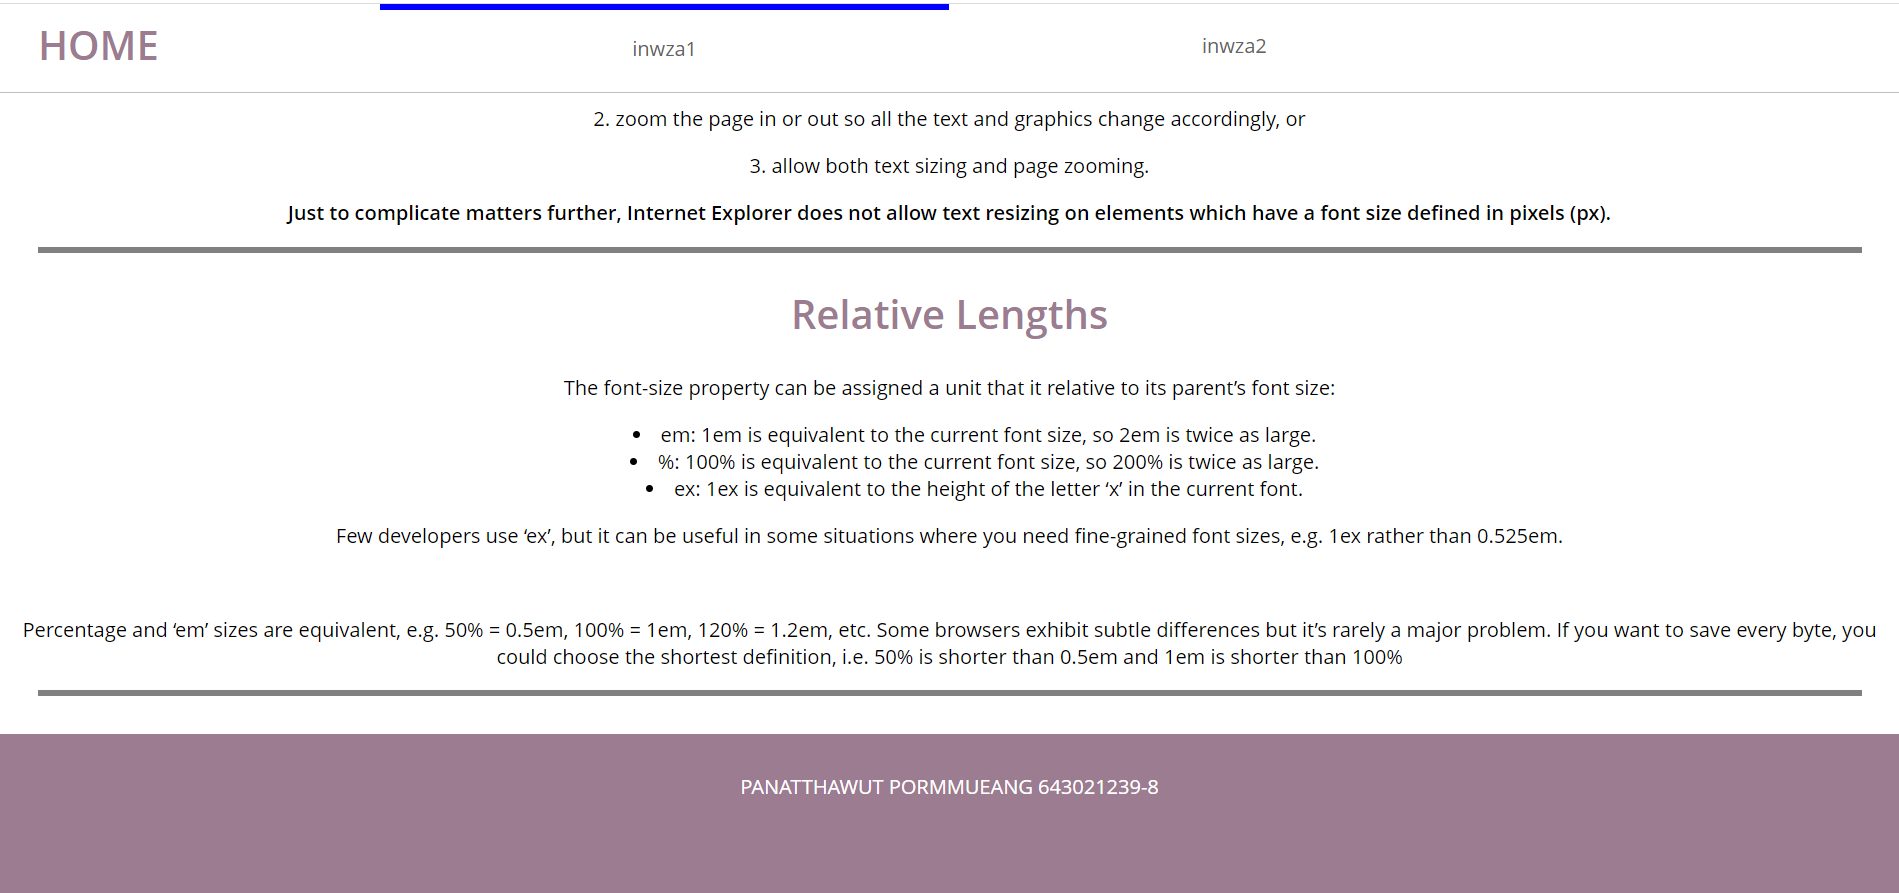 HOME
inwza1
inwza2
2. zoom the page in or out so all the text and graphics change accordingly, or
3. allow both text sizing and page zooming.
Just to complicate matters further, Internet Explorer does not allow text resizing on elements which have a font size defined in pixels (px).
Relative Lengths
The font-size property can be assigned a unit that it relative to its parent’s font size:
• em: 1em is equivalent to the current font size, so 2em is twice as large.
• %: 100% is equivalent to the current font size, so 200% is twice as large.
• ex: 1ex is equivalent to the height of the letter ‘x’ in the current font.
Few developers use ‘ex’, but it can be useful in some situations where you need fine-grained font sizes, e.g. 1ex rather than 0.525em.
Percentage and ‘em’ sizes are equivalent, e.g. 50% = 0.5em, 100% = 1em, 120% = 1.2em, etc. Some browsers exhibit subtle differences but it’s rarely a major problem. If you want to save every byte, you
could choose the shortest definition, i.e. 50% is shorter than 0.5em and 1em is shorter than 100%
PANATTHAWUT PORMMUEANG 643021239-8